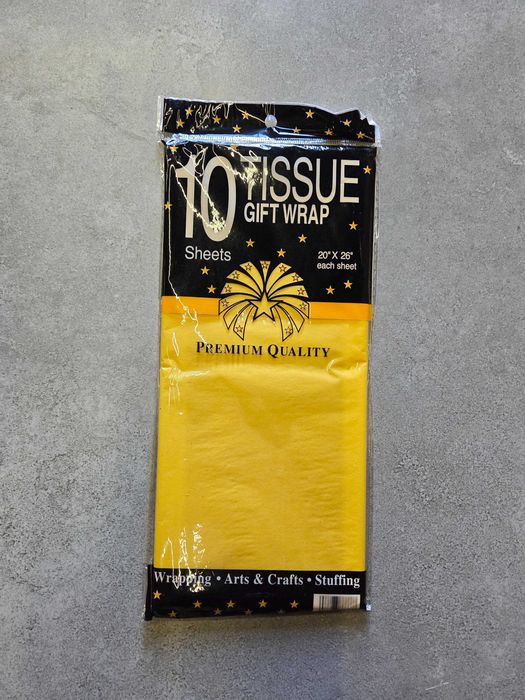 10 TISSUE
GIFT WRAP
Sheets
20" X 26"
each sheet
PREMIUM QUALITY
Wrapping • Arts & Crafts • Stuffing